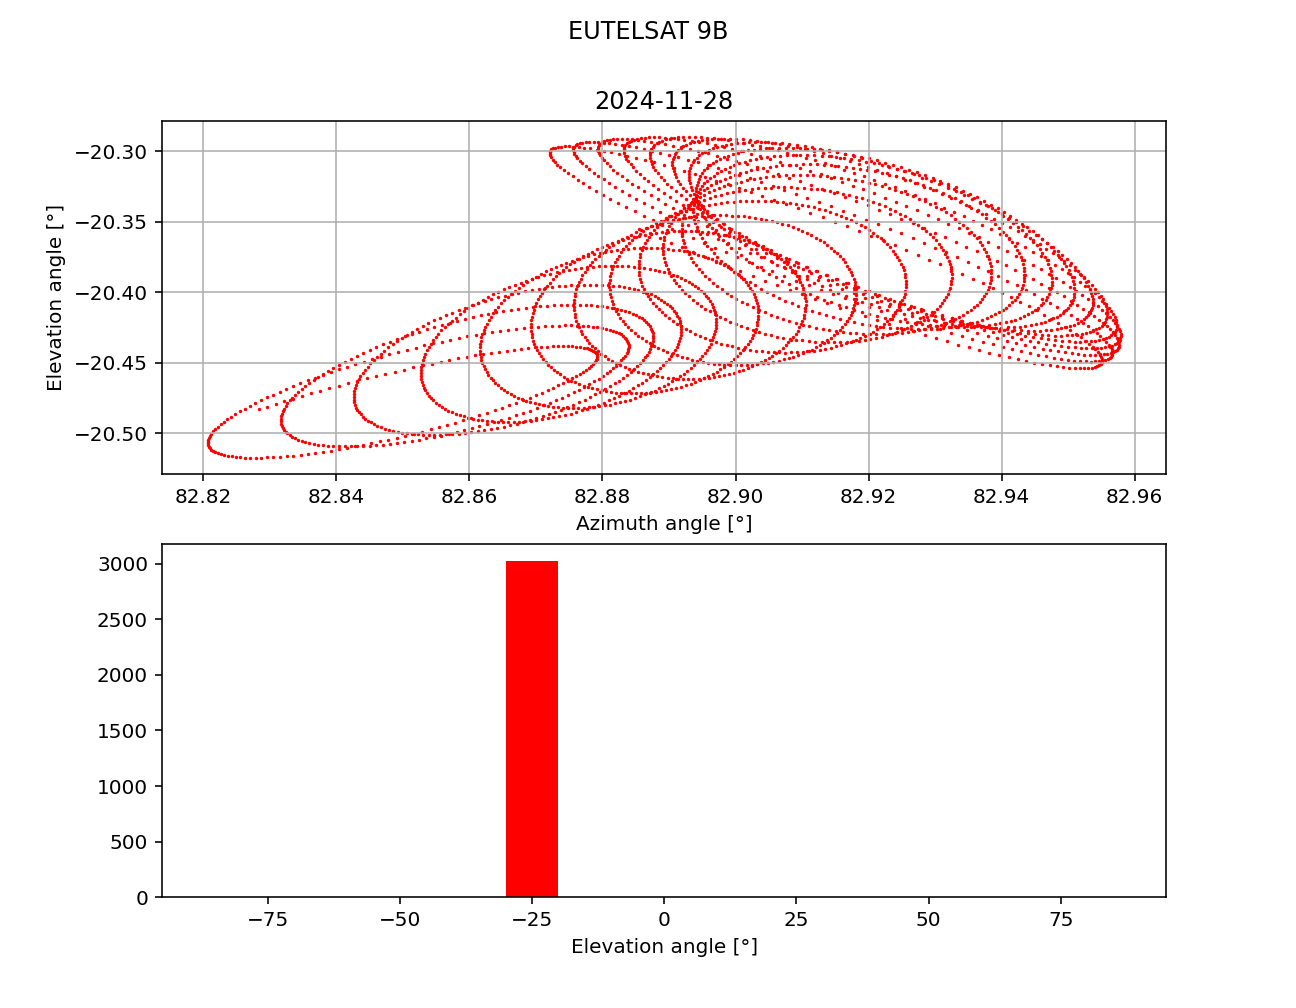 EUTELSAT 9B
2024-11-28
−20.30
−20.35
−20.40
−20.45
−20.50
Elevation angle [°]
82.82 82.84 82.86 82.88 82.90 82.92 82.94 82.96
Azimuth angle [°]
3000
2500
2000
1500
1000
500
0
−75 −50 −25 0 25 50 75
Elevation angle [°]